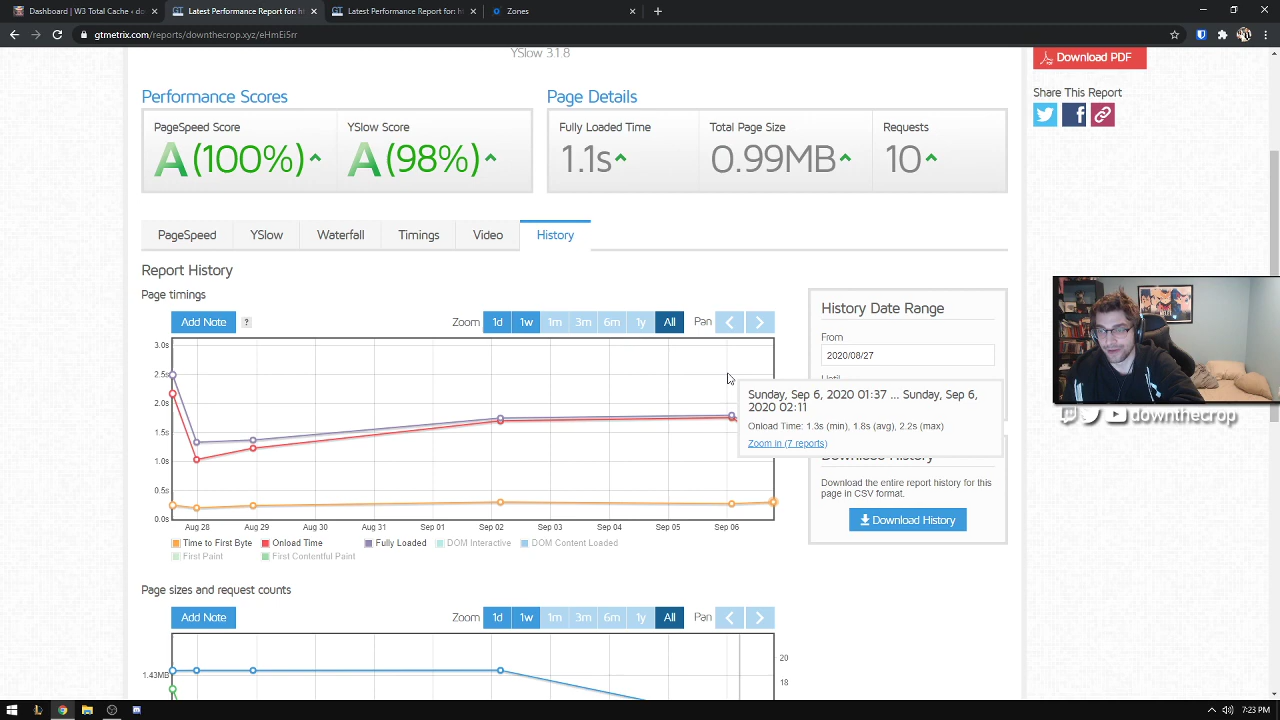 Dashboard | W3 Total Cache ‹ do
Latest Performance Report for: h
Latest Performance Report for: h
Zones
gtmetrix.com/reports/downthecrop.xyz/eHmEi5rr
YSlow 3.1.8
Download PDF
Share This Report
Performance Scores
Page Details
PageSpeed Score
YSlow Score
Fully Loaded Time
Total Page Size
Requests
A(100%)
A(98%)
1.1s
0.99MB
10
PageSpeed
YSlow
Waterfall
Timings
Video
History
Report History
Page timings
Add Note
?
Zoom
1d
1w
1m
3m
6m
1y
All
Pan
History Date Range
From
2020/08/27
Until
3.0s
2.5s
2.0s
1.5s
1.0s
0.5s
0.0s
Sunday, Sep 6, 2020 01:37 ... Sunday, Sep 6,
2020 02:11
Onload Time: 1.3s (min), 1.8s (avg), 2.2s (max)
Zoom in (7 reports)
Download History
Download the entire report history for this
page in CSV format.
Download History
Aug 28
Aug 29
Aug 30
Aug 31
Sep 01
Sep 02
Sep 03
Sep 04
Sep 05
Sep 06
Time to First Byte
Onload Time
Fully Loaded
DOM Interactive
DOM Content Loaded
First Paint
First Contentful Paint
downthecrop
Page sizes and request counts
Add Note
Zoom
1d
1w
1m
3m
6m
1y
All
Pan
1.43MB
20
18
7:23 PM